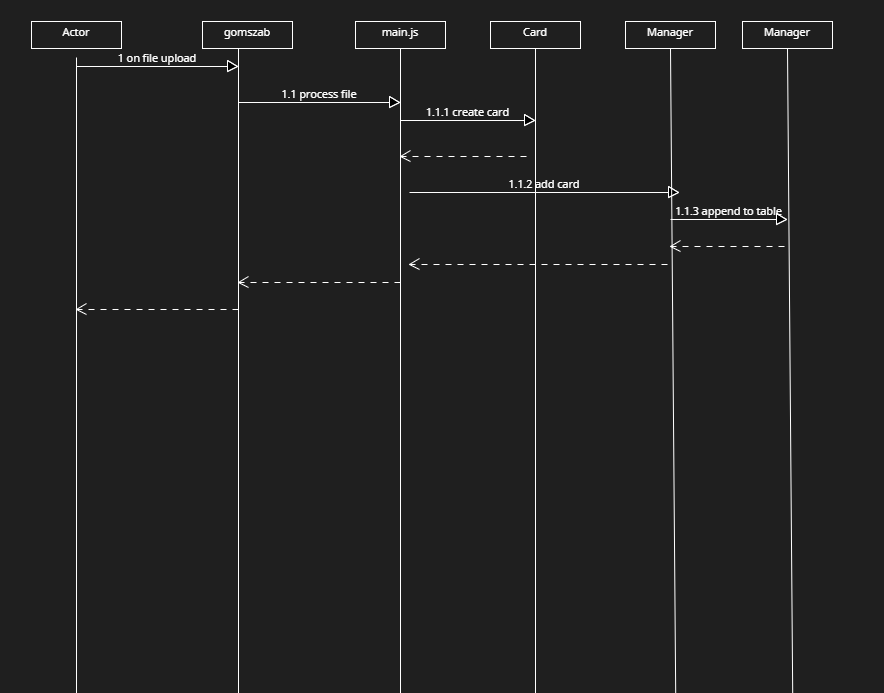 Actor
gomszab
main.js
Card
Manager
Manager
1 on file upload
1.1 process file
1.1.1 create card
1.1.2 add card
1.1.3 append to table